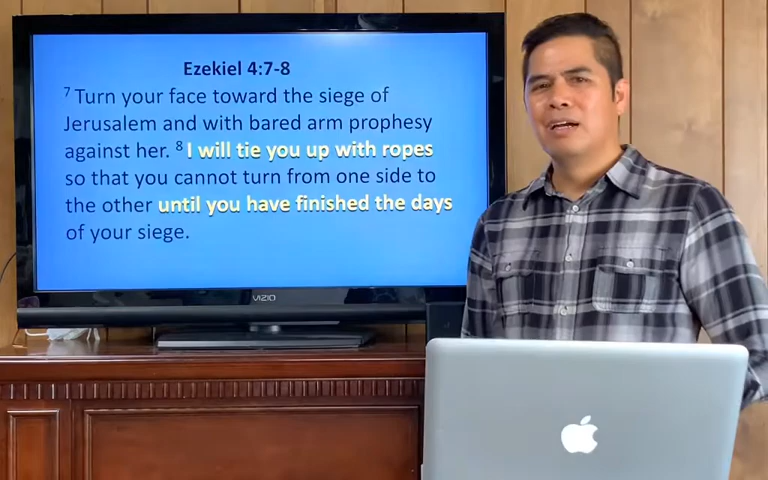 Ezekiel 4:7-8
7 Turn your face toward the siege of
Jerusalem and with bared arm prophesy
against her. 8 I will tie you up with ropes
so that you cannot turn from one side to
the other until you have finished the days
of your siege.
VIZIO